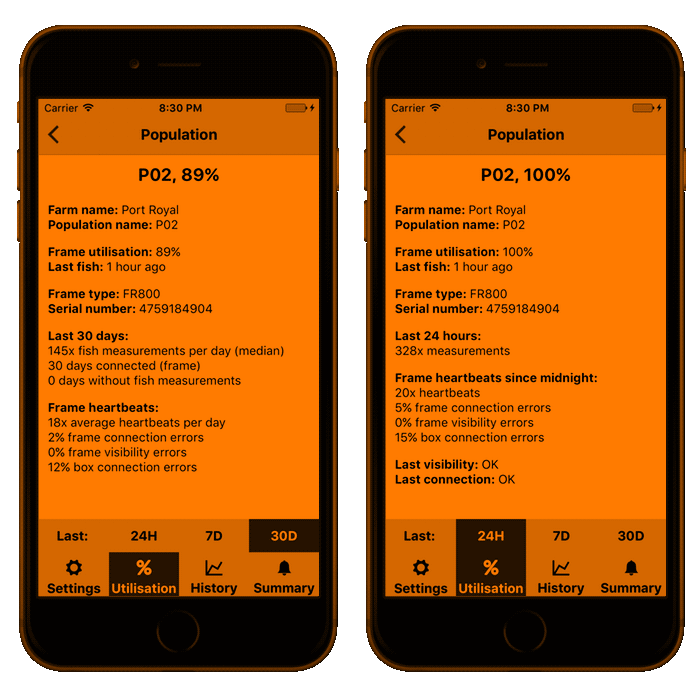 Carrier 8:30 PM
Population
P02, 89%
Farm name: Port Royal
Population name: P02
Frame utilisation: 89%
Last fish: 1 hour ago
Frame type: FR800
Serial number: 4759184904
Last 30 days:
145x fish measurements per day (median)
30 days connected (frame)
0 days without fish measurements
Frame heartbeats:
18x average heartbeats per day
2% frame connection errors
0% frame visibility errors
12% box connection errors
Last: 24H 7D 30D
Settings % Utilisation History Summary
Carrier 8:30 PM
Population
P02, 100%
Farm name: Port Royal
Population name: P02
Frame utilisation: 100%
Last fish: 1 hour ago
Frame type: FR800
Serial number: 4759184904
Last 24 hours:
328x measurements
Frame heartbeats since midnight:
20x heartbeats
5% frame connection errors
0% frame visibility errors
15% box connection errors
Last visibility: OK
Last connection: OK
Last: 24H 7D 30D
Settings % Utilisation History Summary